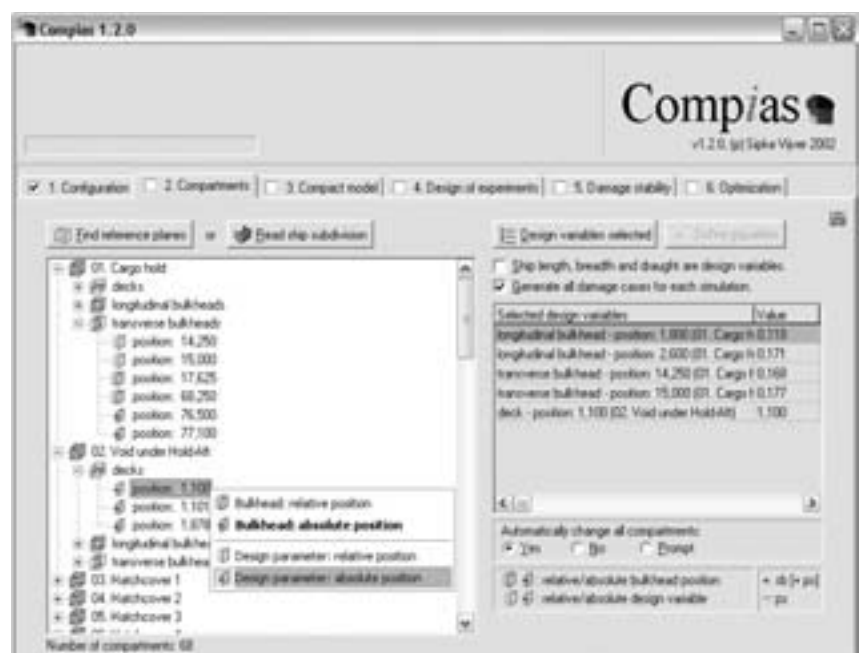 Compias 1.2.0
Compias
v1.2.0, (c) Sipke Vijver 2002
1. Configuration
2. Compartments
3. Compact model
4. Design of experiments
5. Damage stability
6. Optimization
Find reference planes
or
Read ship subdivision
Design variables selected
01. Cargo hold
decks
longitudinal bulkheads
transverse bulkheads
position: 14,250
position: 15,000
position: 17,625
position: 68,250
position: 76,500
position: 77,100
02. Void under Hold-Aft
decks
position: 1,100
position: 1,101
position: 1,878
longitudinal bulkhe
transverse bulkhea
03. Hatchcover 1
04. Hatchcover 2
05. Hatchcover 3
Number of compartments: 68
Bulkhead: relative position
Bulkhead: absolute position
Design parameter: relative position
Design parameter: absolute position
Ship length, breadth and draught are design variables.
Generate all damage cases for each simulation.
Selected design variables Value
longitudinal bulkhead - position: 1,800 (01. Cargo h 0.118
longitudinal bulkhead - position: 2,600 (01. Cargo h 0.171
transverse bulkhead - position: 14,250 (01. Cargo h 0.168
transverse bulkhead - position: 15,000 (01. Cargo h 0.177
deck - position: 1,100 (02. Void under Hold-Aft) 1.100
Automatically change all compartments:
Yes No Prompt
relative/absolute bulkhead position + sb [+ ps]
relative/absolute design variable - ps